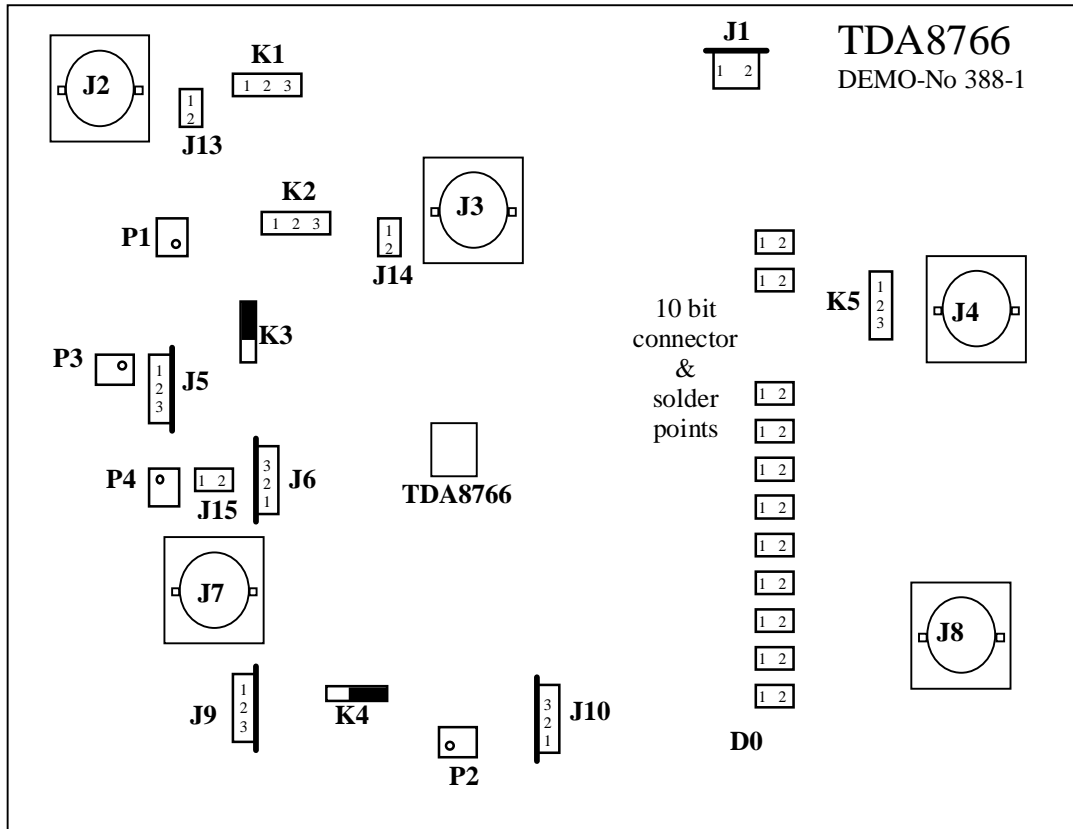 J1
TDA8766
DEMO-No 388-1
1 2
J2
K1
1 2 3
1
2
J13
K2
1 2 3
J3
1
2
J14
P1
1 2
1 2
K5
1
2
3
J4
K3
10 bit
connector
&
solder
points
P3
1
2
3
J5
1 2
1 2
1 2
1 2
1 2
1 2
1 2
1 2
1 2
D0
P4
1 2
J15
3
2
1
J6
TDA8766
J7
J8
J9
1
2
3
K4
P2
3
2
1
J10